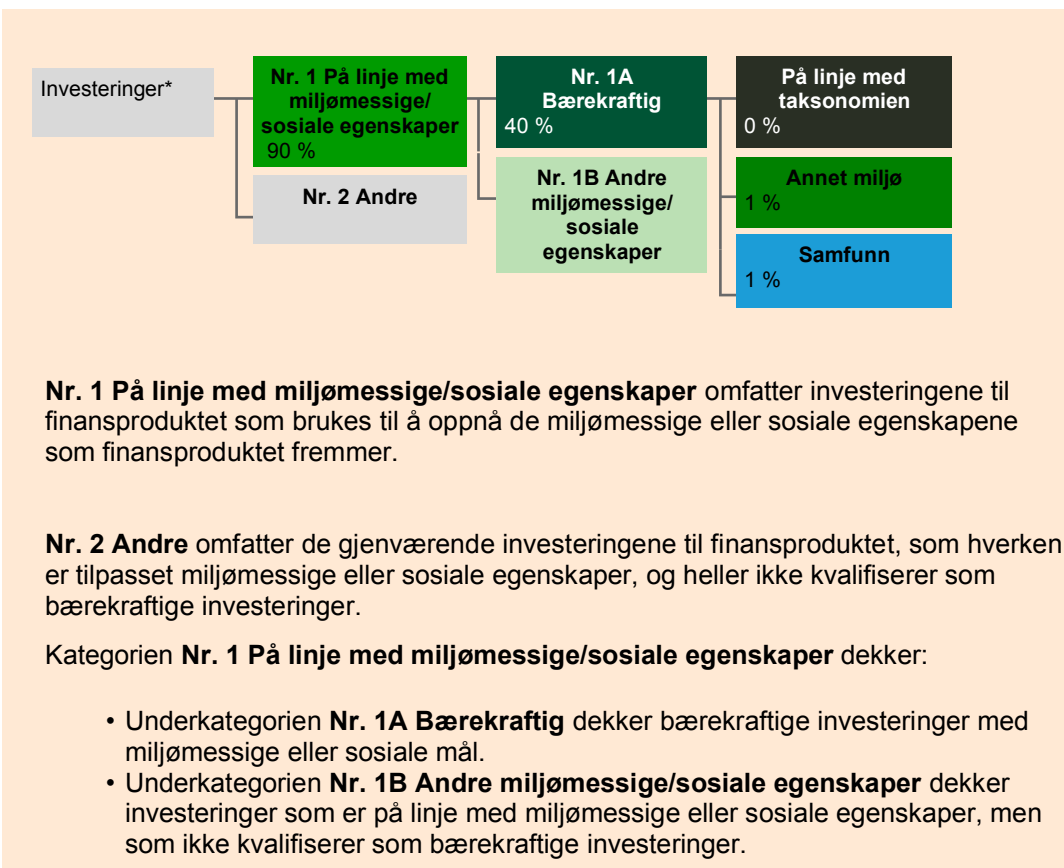 Investeringer*
Nr. 1 På linje med
miljømessige/
sosiale egenskaper
90 %
Nr. 2 Andre
Nr. 1A
Bærekraftig
40 %
Nr. 1B Andre
miljømessige/
sosiale
egenskaper
På linje med
taksonomien
0 %
Annet miljø
1 %
Samfunn
1 %
Nr. 1 På linje med miljømessige/sosiale egenskaper omfatter investeringene til
finansproduktet som brukes til å oppnå de miljømessige eller sosiale egenskapene
som finansproduktet fremmer.
Nr. 2 Andre omfatter de gjenværende investeringene til finansproduktet, som hverken
er tilpasset miljømessige eller sosiale egenskaper, og heller ikke kvalifiserer som
bærekraftige investeringer.
Kategorien Nr. 1 På linje med miljømessige/sosiale egenskaper dekker:
• Underkategorien Nr. 1A Bærekraftig dekker bærekraftige investeringer med
miljømessige eller sosiale mål.
• Underkategorien Nr. 1B Andre miljømessige/sosiale egenskaper dekker
investeringer som er på linje med miljømessige eller sosiale egenskaper, men
som ikke kvalifiserer som bærekraftige investeringer.